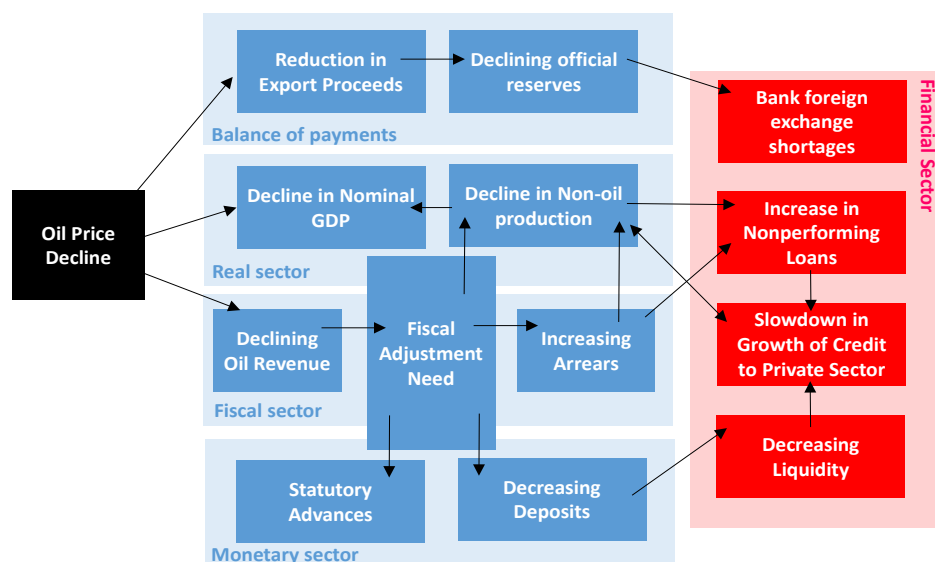 Reduction in
Export Proceeds
Declining official
reserves
Balance of payments
Bank foreign
exchange
shortages
Financial Sector
Oil Price
Decline
Decline in Nominal
GDP
Decline in Non-oil
production
Real sector
Increase in
Nonperforming
Loans
Declining
Oil Revenue
Fiscal
Adjustment
Need
Increasing
Arrears
Fiscal sector
Slowdown in
Growth of Credit
to Private Sector
Statutory
Advances
Decreasing
Deposits
Monetary sector
Decreasing
Liquidity